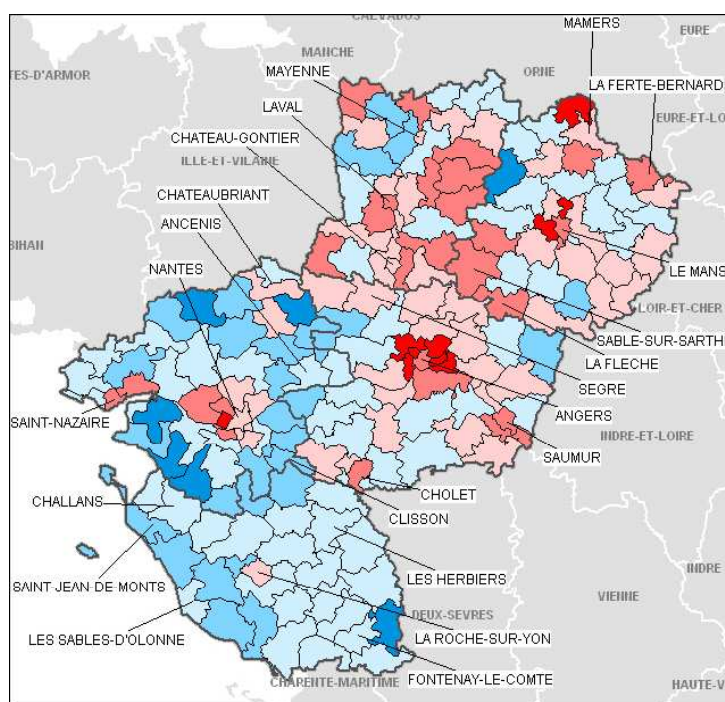 CALVADOS
MAMERS
EURE
MANCHE
ORNE
TES-D'ARMOR
MAYENNE
LA FERTE-BERNARD
LAVAL
EURE-ET-LO
CHATEAU-GONTIER
ILLE-ET-VILAINE
CHATEAUBRIANT
ANCENIS
BIHAN
NANTES
LE MANS
LOIR-ET-CHER
SABLE-SUR-SARTHE
LA FLECHE
SEGRE
ANGERS
SAINT-NAZAIRE
INDRE-ET-LOIRE
SAUMUR
CHOLET
CHALLANS
CLISSON
INDRE
SAINT JEAN DE MONTS
LES HERBIERS
VIENNE
DEUX-SEVRES
LES SABLES-D'OLONNE
LA ROCHE-SUR-YON
FONTENAY-LE-COMTE
CHARENTE-MARITIME
HAUTE-V